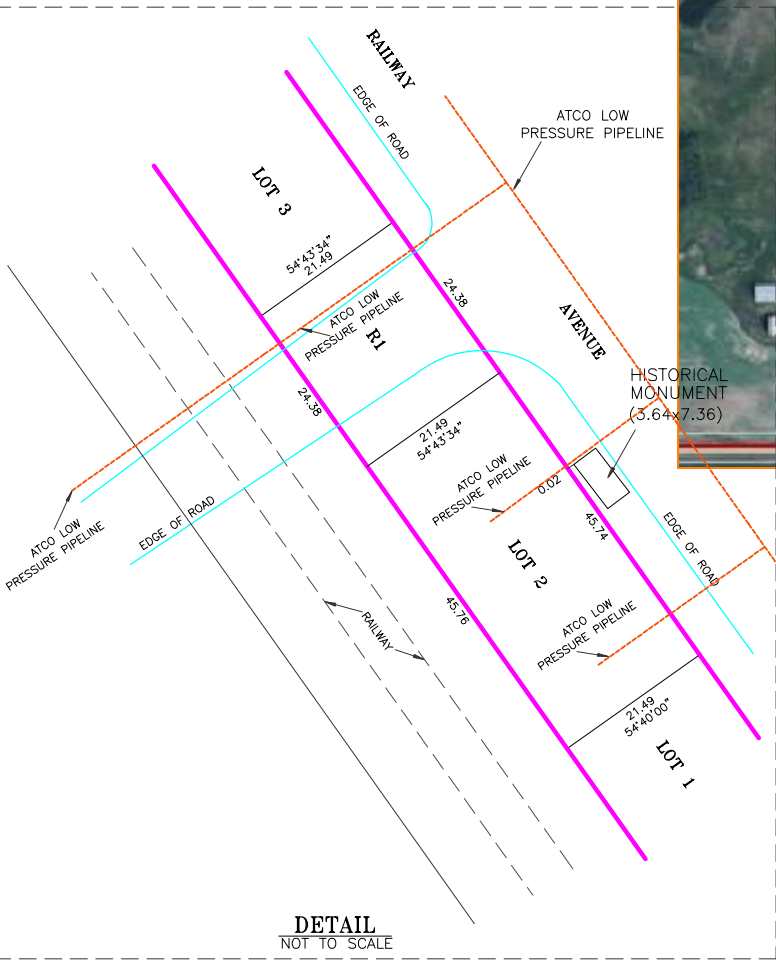 RAILWAY
EDGE OF ROAD
ATCO LOW
PRESSURE PIPELINE
LOT 3
54°43'34"
21.49
ATCO LOW
PRESSURE PIPELINE
R1
24.38
24.38
AVENUE
HISTORICAL
MONUMENT
(3.64x7.36)
21.49
54°43'34"
ATCO LOW
PRESSURE PIPELINE
0.02
45.74
EDGE OF ROAD
ATCO LOW
PRESSURE PIPELINE
EDGE OF ROAD
LOT 2
45.76
RAILWAY
ATCO LOW
PRESSURE PIPELINE
21.49
54°40'00"
LOT 1
DETAIL
NOT TO SCALE